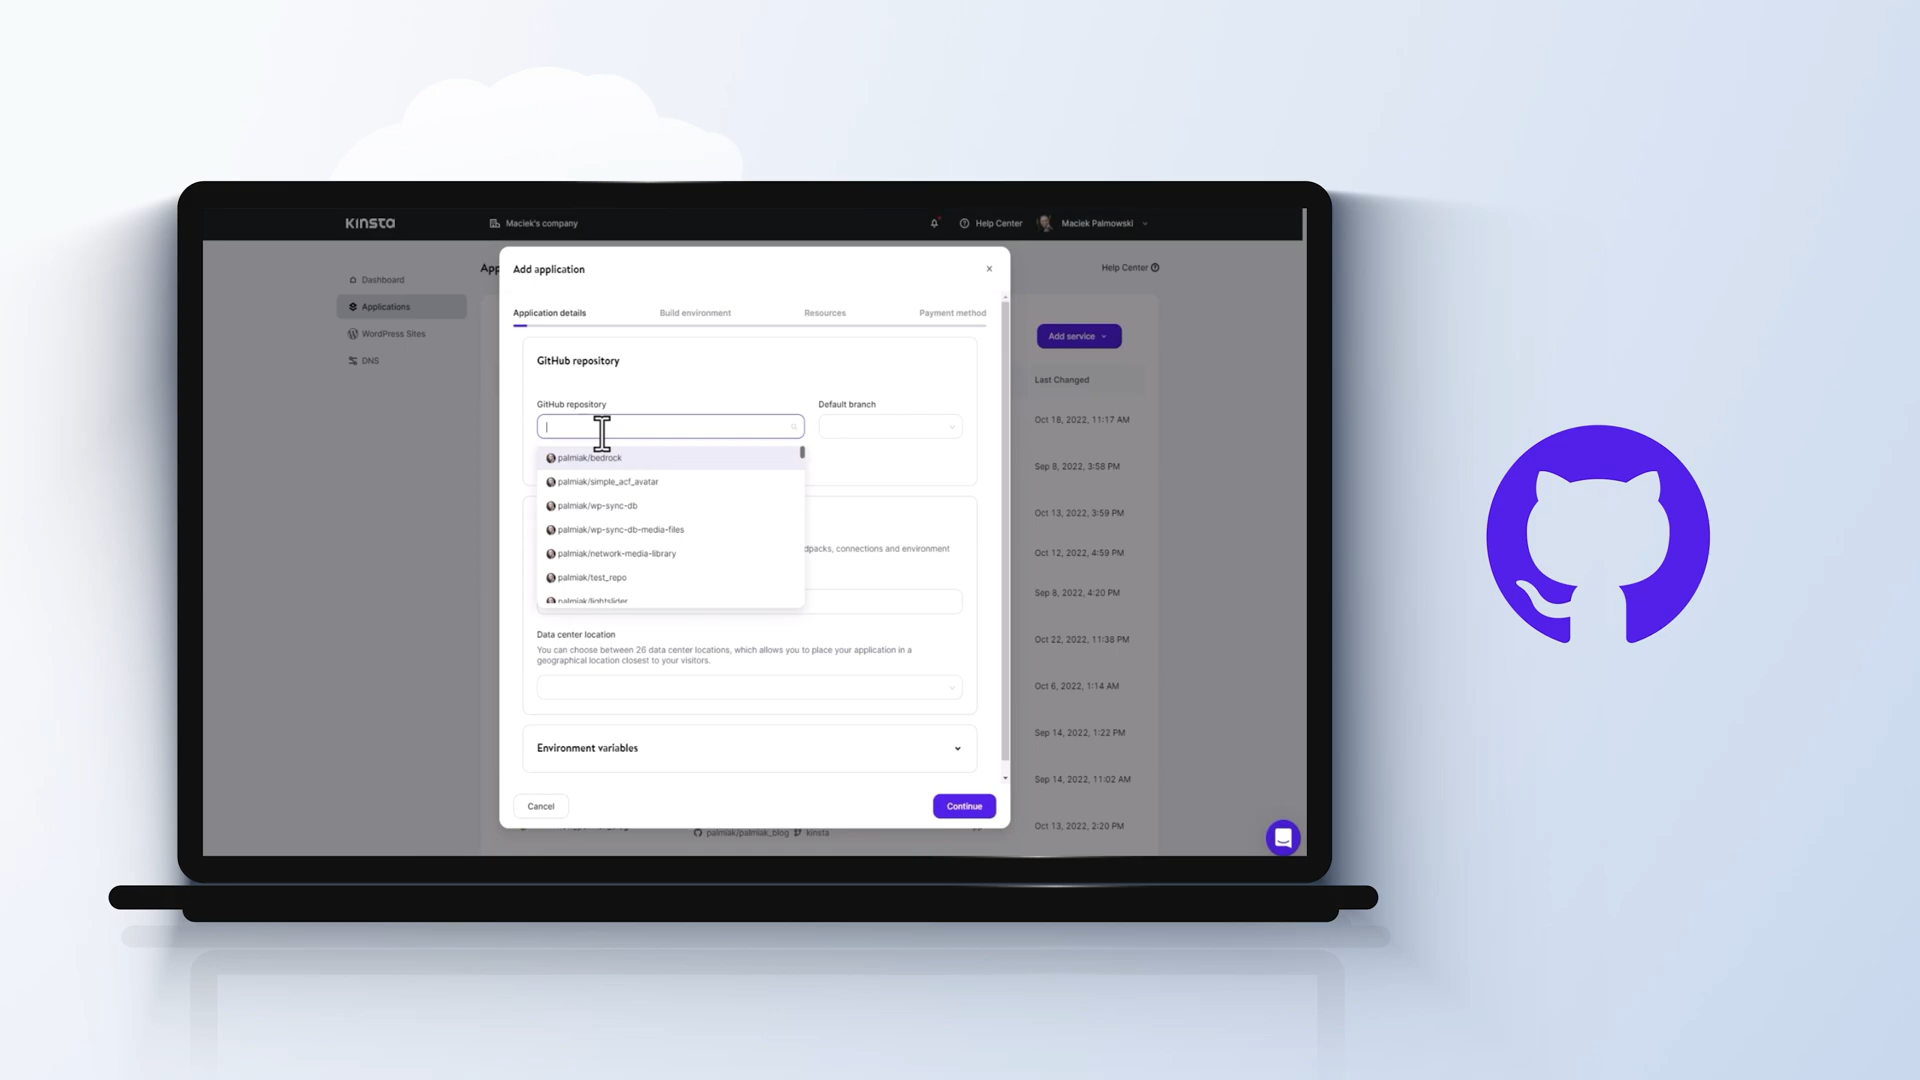 Kinsta
Maciek's company
Help Center
Maciek Palmowski
Dashboard
Applications
WordPress Sites
DNS
App
Help Center
Add service
Last Changed
Oct 18, 2022, 11:17 AM
Sep 8, 2022, 3:58 PM
Oct 13, 2022, 3:59 PM
Oct 12, 2022, 4:59 PM
Sep 8, 2022, 4:20 PM
Oct 22, 2022, 11:38 PM
Oct 6, 2022, 1:14 AM
Sep 14, 2022, 1:22 PM
Sep 14, 2022, 11:02 AM
Oct 13, 2022, 2:20 PM
Add application
Application details
Build environment
Resources
Payment method
GitHub repository
GitHub repository
Default branch
palmiak/bedrock
palmiak/simple_acf_avatar
palmiak/wp-sync-db
palmiak/wp-sync-db-media-files
palmiak/network-media-library
palmiak/test_repo
palmiak/lightslider
dpacks, connections and environment
Data center location
You can choose between 26 data center locations, which allows you to place your application in a
geographical location closest to your visitors.
Environment variables
Cancel
Continue
palmiak/palmiak_blog
kinsta